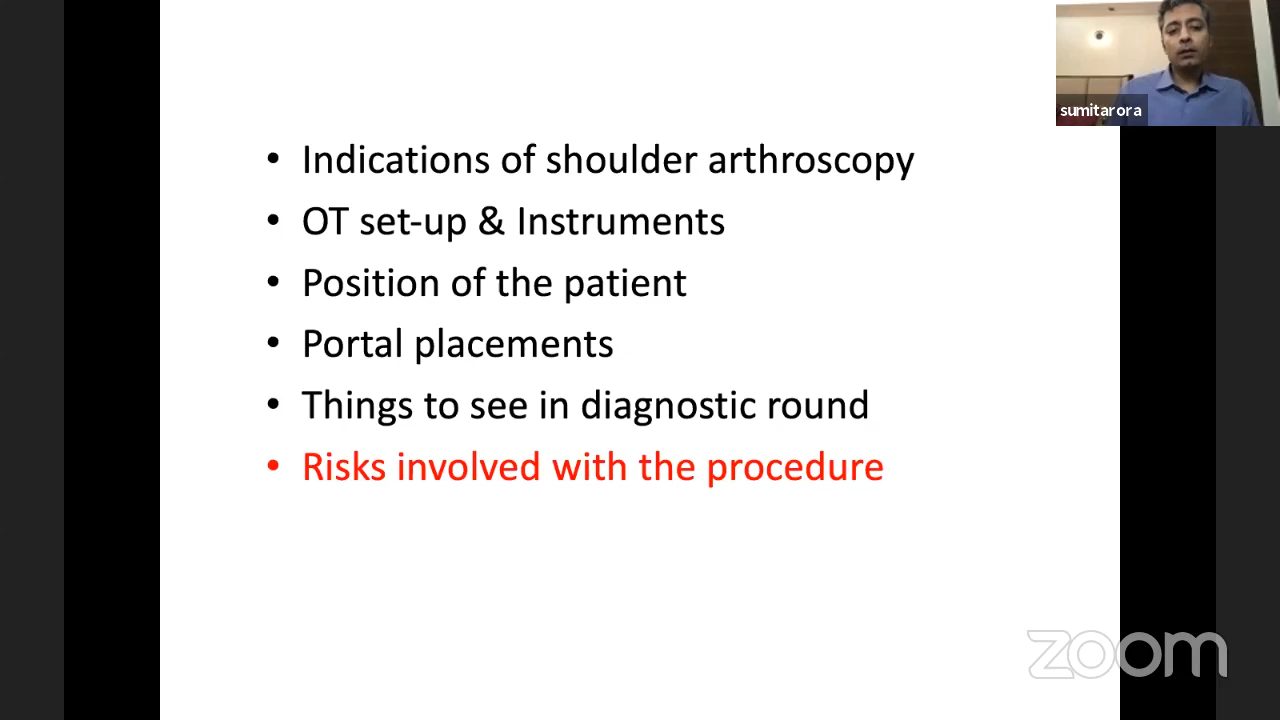 sumitarora
• Indications of shoulder arthroscopy
• OT set-up & Instruments
• Position of the patient
• Portal placements
• Things to see in diagnostic round
• Risks involved with the procedure
zoom